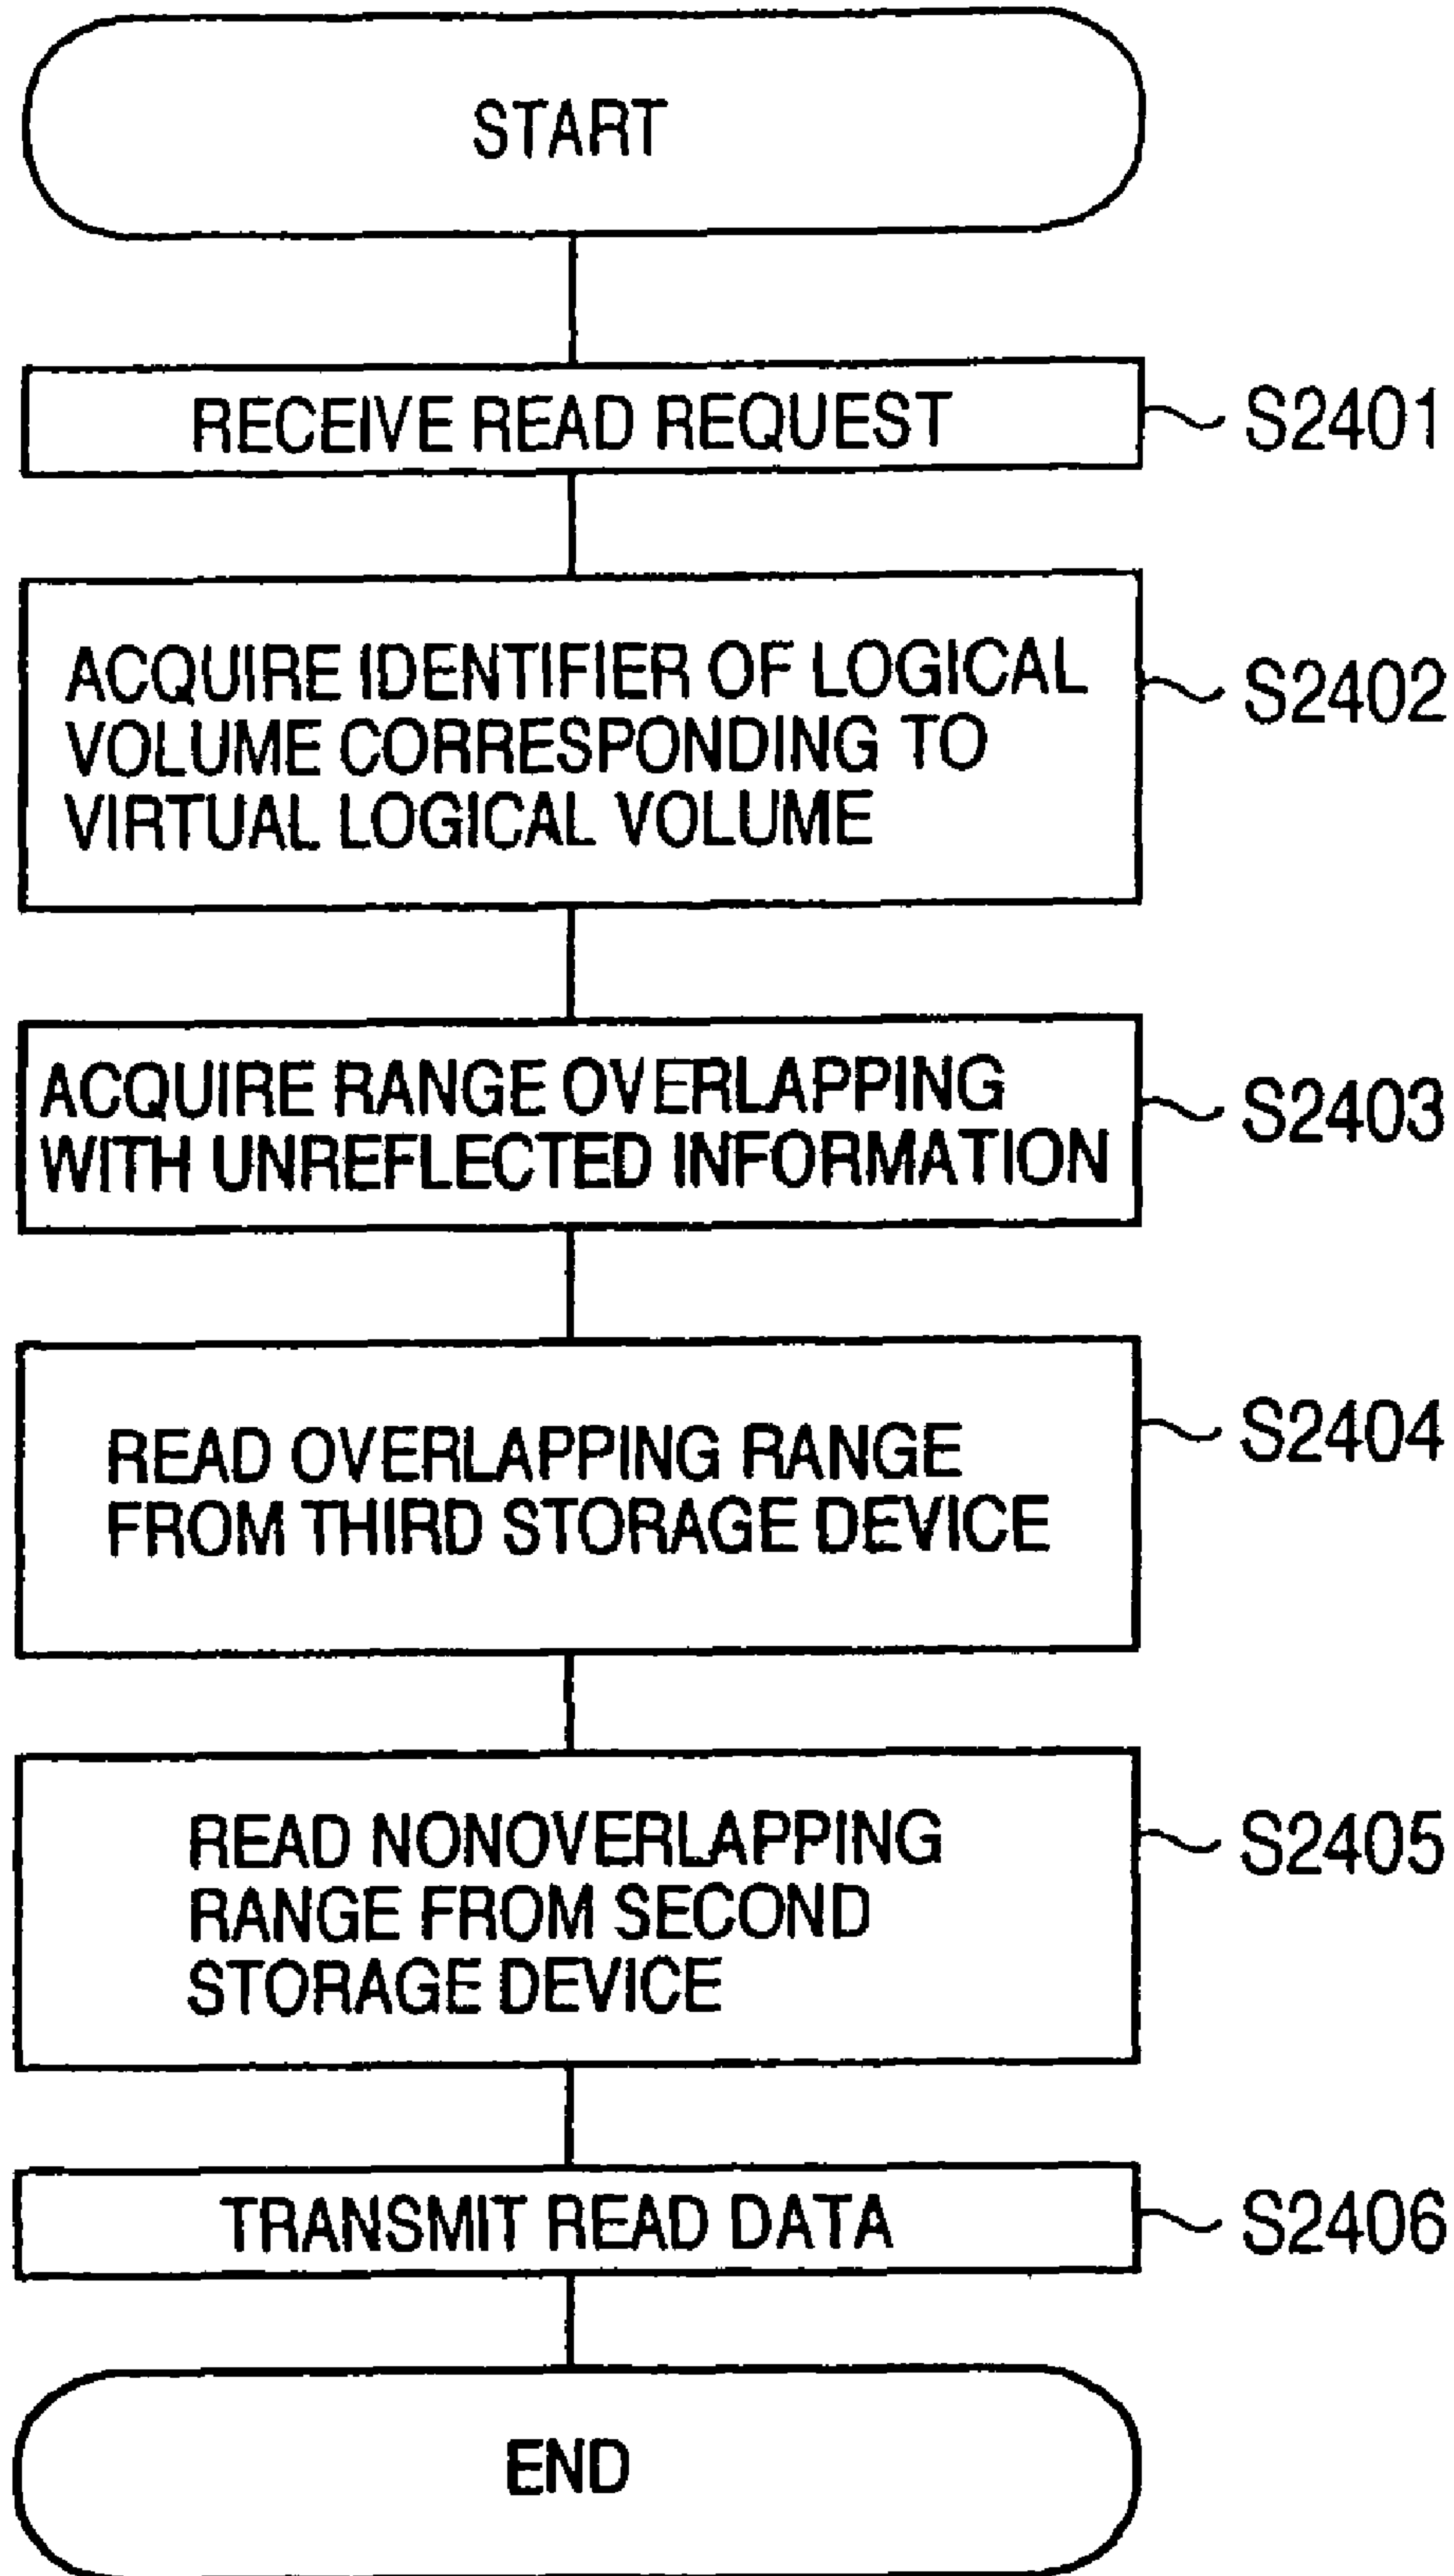 START
RECEIVE READ REQUEST
S2401
ACQUIRE IDENTIFIER OF LOGICAL
VOLUME CORRESPONDING TO
VIRTUAL LOGICAL VOLUME
S2402
ACQUIRE RANGE OVERLAPPING
WITH UNREFLECTED INFORMATION
S2403
READ OVERLAPPING RANGE
FROM THIRD STORAGE DEVICE
S2404
READ NONOVERLAPPING
RANGE FROM SECOND
STORAGE DEVICE
S2405
TRANSMIT READ DATA
S2406
END